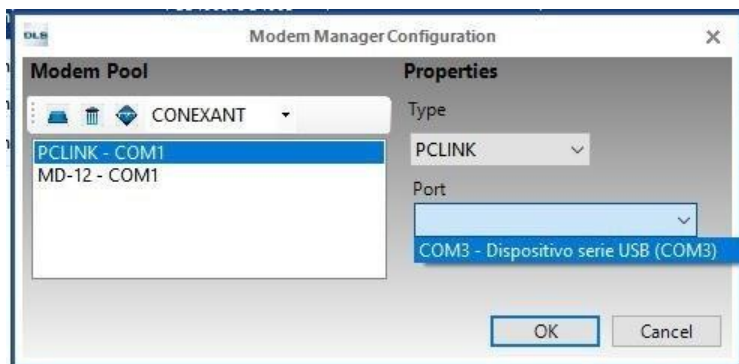 DLS
Modem Manager Configuration
Modem Pool
CONEXANT
PCLINK - COM1
MD-12 - COM1
Properties
Type
PCLINK
Port
COM3 - Dispositivo serie USB (COM3)
OK
Cancel